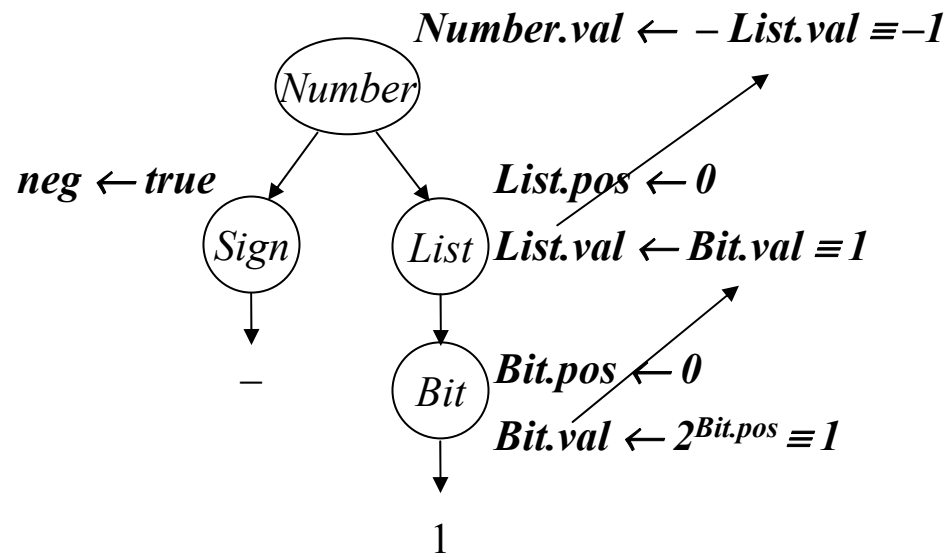 Number.val ← – List.val ≡ –1
Number
neg ← true
List.pos ← 0
Sign
List
List.val ← Bit.val ≡ 1
–
Bit.pos ← 0
Bit
Bit.val ← 2^Bit.pos ≡ 1
1